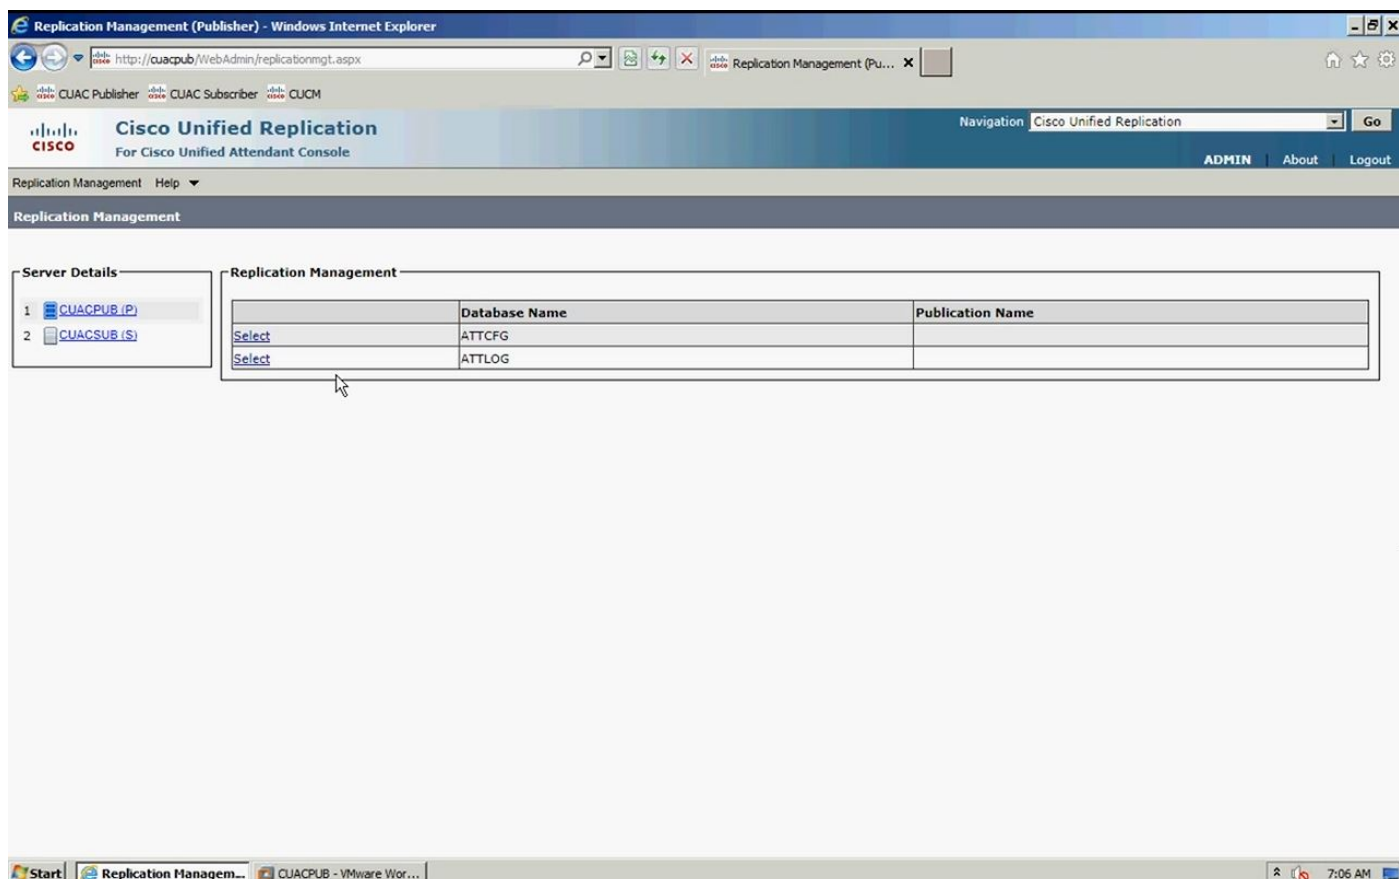 Replication Management (Publisher) - Windows Internet Explorer
http://cuacpub/WebAdmin/replicationmgt.aspx
Replication Management (Pu...
CUAC Publisher CUAC Subscriber CUCM
CISCO
Cisco Unified Replication
For Cisco Unified Attendant Console
Navigation Cisco Unified Replication Go
ADMIN About Logout
Replication Management Help
Replication Management
Server Details
1 CUACPUB (P)
2 CUACSUB (S)
Replication Management
Database Name Publication Name
Select ATTCFG
Select ATTLOG
Start Replication Managem... CUACPUB - VMware Wor... 7:06 AM